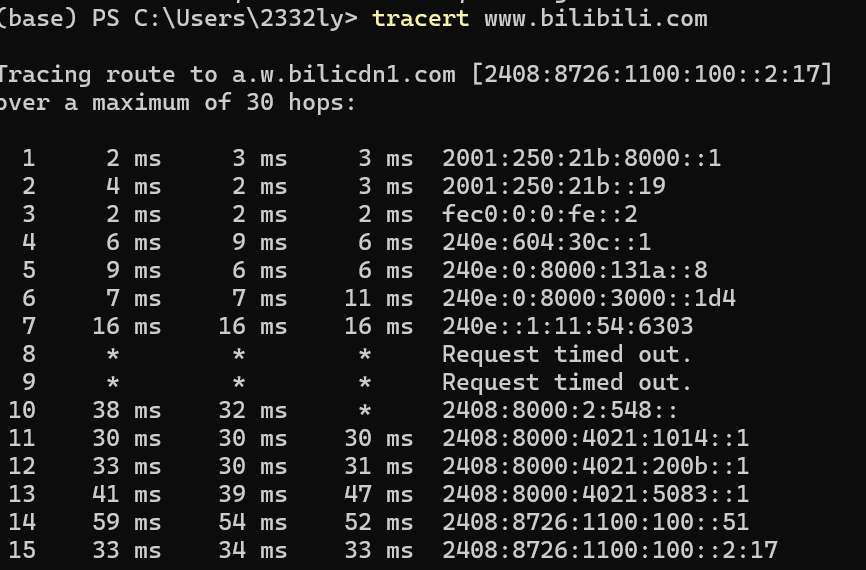 (base) PS C:\Users\2332ly> tracert www.bilibili.com
Tracing route to a.w.bilicdn1.com [2408:8726:1100:100::2:17]
over a maximum of 30 hops:
1 2 ms 3 ms 3 ms 2001:250:21b:8000::1
2 4 ms 2 ms 3 ms 2001:250:21b::19
3 2 ms 2 ms 2 ms fec0:0:0:fe::2
4 6 ms 9 ms 6 ms 240e:604:30c::1
5 9 ms 6 ms 6 ms 240e:0:8000:131a::8
6 7 ms 7 ms 11 ms 240e:0:8000:3000::1d4
7 16 ms 16 ms 16 ms 240e::1:11:54:6303
8 * * * Request timed out.
9 * * * Request timed out.
10 38 ms 32 ms * 2408:8000:2:548::
11 30 ms 30 ms 30 ms 2408:8000:4021:1014::1
12 33 ms 30 ms 31 ms 2408:8000:4021:200b::1
13 41 ms 39 ms 47 ms 2408:8000:4021:5083::1
14 59 ms 54 ms 52 ms 2408:8726:1100:100::51
15 33 ms 34 ms 33 ms 2408:8726:1100:100::2:17